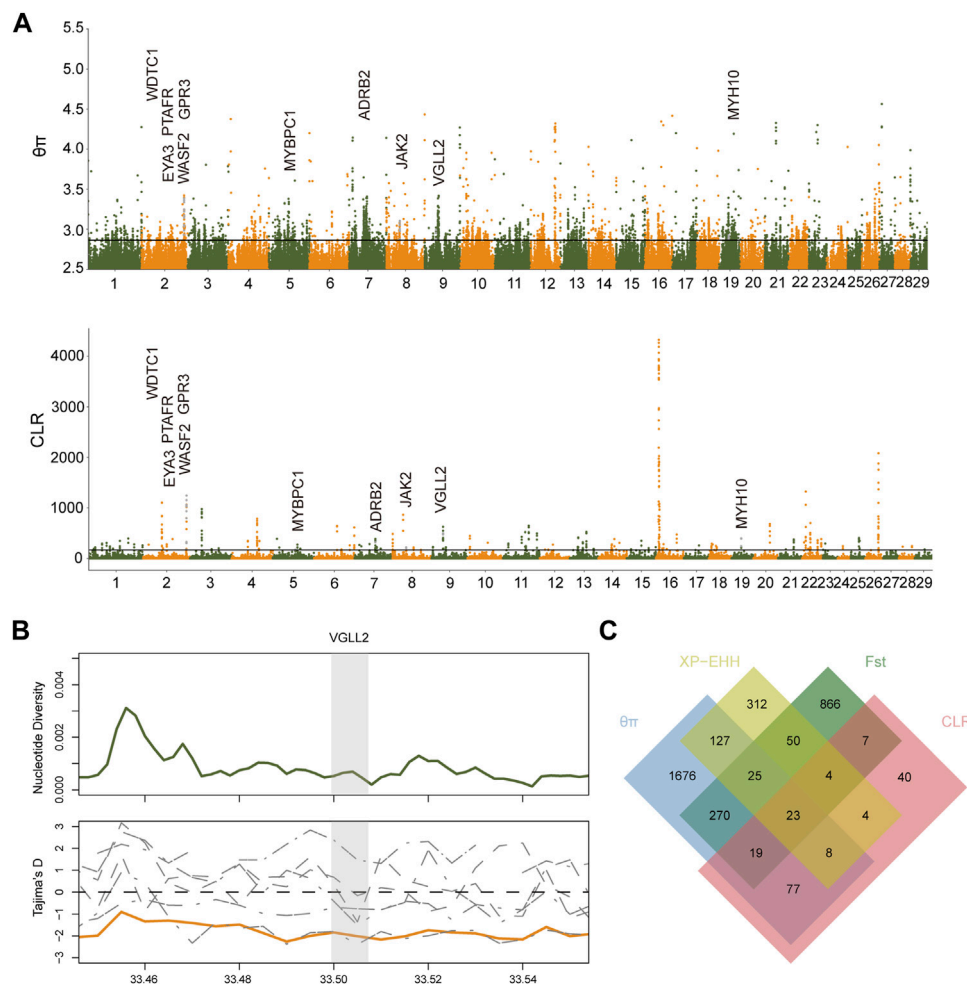 A
θπ
5.5
5.0
4.5
4.0
3.5
3.0
2.5
WDTC1
EYA3 PTAFR
WASF2 GPR3
MYBPC1
ADRB2
JAK2
VGLL2
MYH10
1 2 3 4 5 6 7 8 9 10 11 12 13 14 15 16 17 18 19 20 21 22 23 24 25 26 27 28 29
CLR
4000
3000
2000
1000
0
WDTC1
EYA3 PTAFR
WASF2 GPR3
MYBPC1
ADRB2
JAK2
VGLL2
MYH10
1 2 3 4 5 6 7 8 9 10 11 12 13 14 15 16 17 18 19 20 21 22 23 24 25 26 27 28 29
B
VGLL2
Nucleotide Diversity
0.004
0.002
0.000
Tajima's D
3
2
1
0
-1
-2
-3
33.46 33.48 33.50 33.52 33.54
C
XP-EHH Fst
θπ CLR
312 866
127 50 7
1676 25 4 40
270 23 4
19 8
77